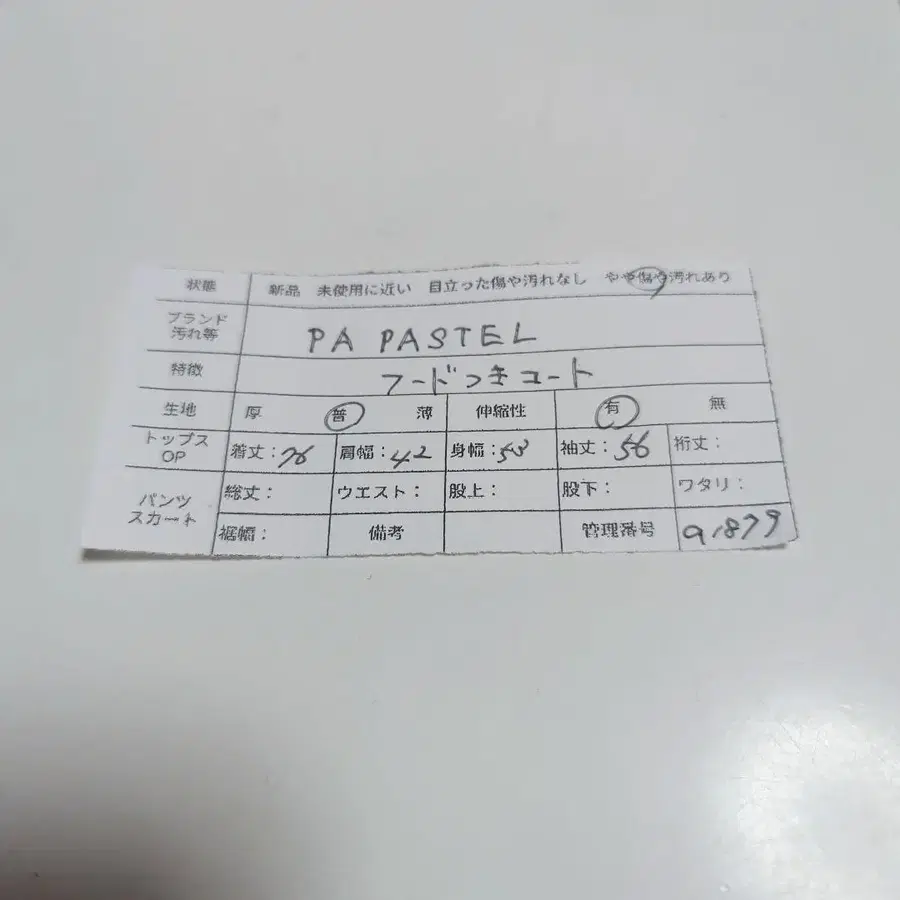 状態 新品 未使用に近い 目立った傷や汚れなし やや傷や汚れあり
ブランド
汚れ等 PA PASTEL
特徴 フードつきコート
生地 厚 普 薄 伸縮性 有 無
トップス
OP 着丈:76 肩幅:42 身幅:53 袖丈:56 裄丈:
パンツ
スカート 総丈: ウエスト: 股上: 股下: ワタリ:
裾幅: 備考 管理番号 a1879